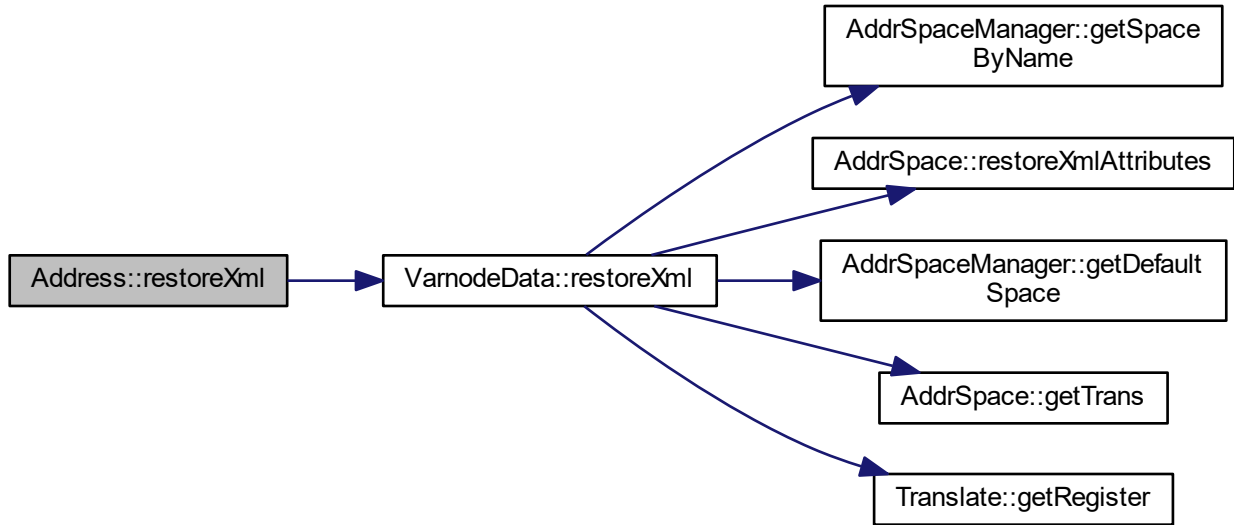 AddrSpaceManager::getSpace
ByName
AddrSpace::restoreXmlAttributes
Address::restoreXml
VarnodeData::restoreXml
AddrSpaceManager::getDefault
Space
AddrSpace::getTrans
Translate::getRegister